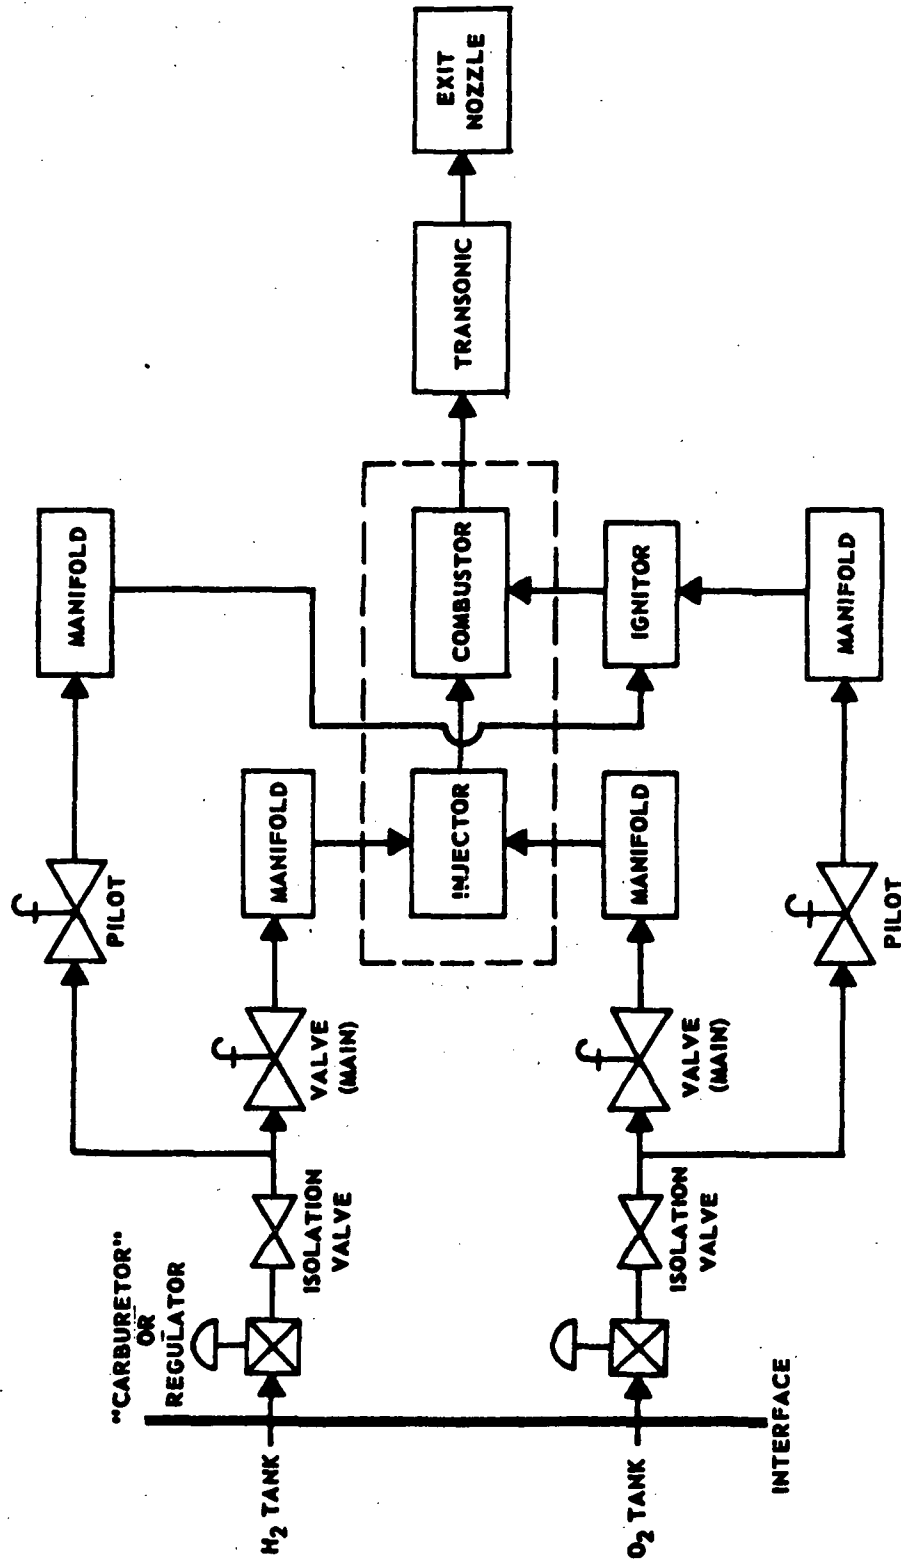 "CARBURETOR"
OR
REGULATOR
H2 TANK
ISOLATION
VALVE
PILOT
MANIFOLD
VALVE
(MAIN)
MANIFOLD
INJECTOR
COMBUSTOR
TRANSONIC
EXIT
NOZZLE
O2 TANK
ISOLATION
VALVE
VALVE
(MAIN)
MANIFOLD
IGNITOR
PILOT
MANIFOLD
INTERFACE